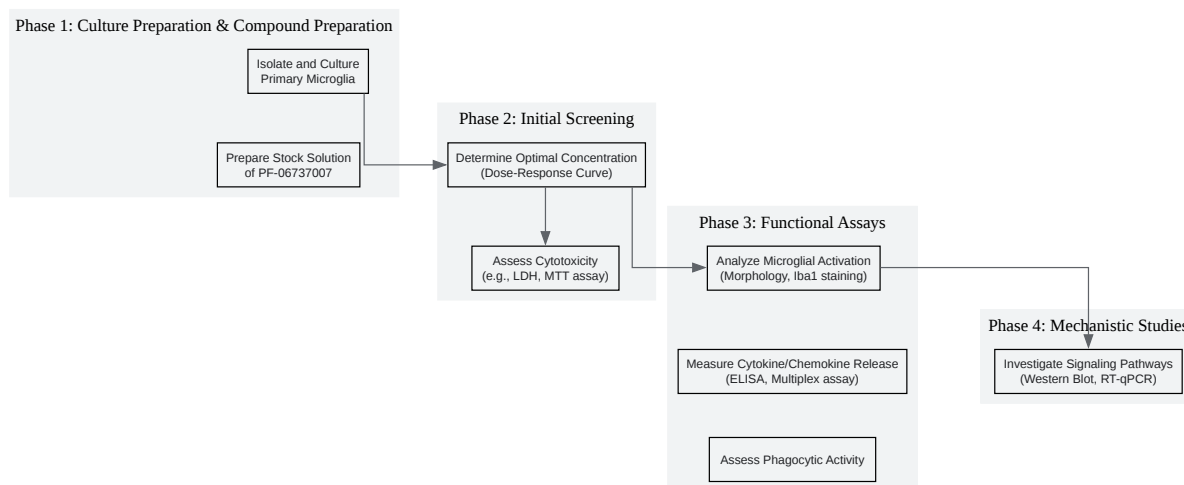 Phase 1: Culture Preparation & Compound Preparation
Isolate and Culture
Primary Microglia
Prepare Stock Solution
of PF-06737007
Phase 2: Initial Screening
Determine Optimal Concentration
(Dose-Response Curve)
Assess Cytotoxicity
(e.g., LDH, MTT assay)
Phase 3: Functional Assays
Analyze Microglial Activation
(Morphology, Iba1 staining)
Measure Cytokine/Chemokine Release
(ELISA, Multiplex assay)
Assess Phagocytic Activity
Phase 4: Mechanistic Studies
Investigate Signaling Pathways
(Western Blot, RT-qPCR)